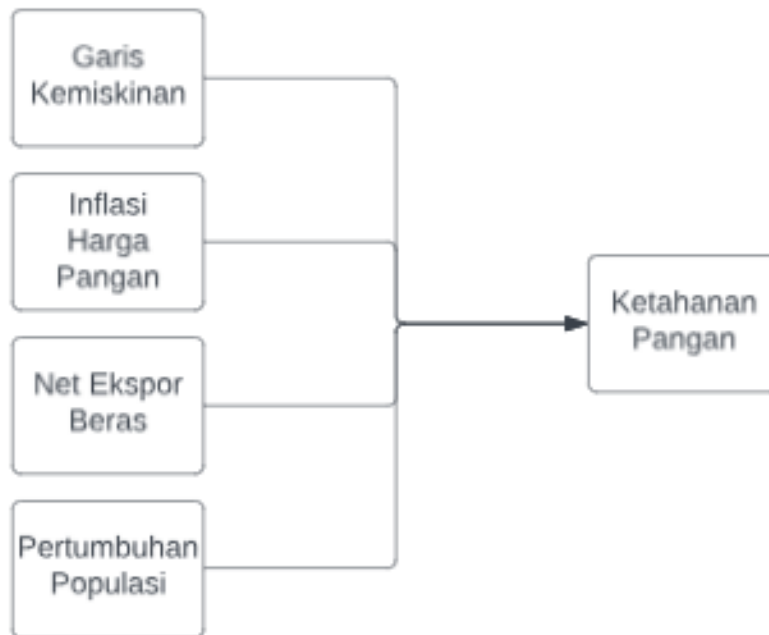 Garis
Kemiskinan
Inflasi
Harga
Pangan
Net Ekspor
Beras
Pertumbuhan
Populasi
Ketahanan
Pangan